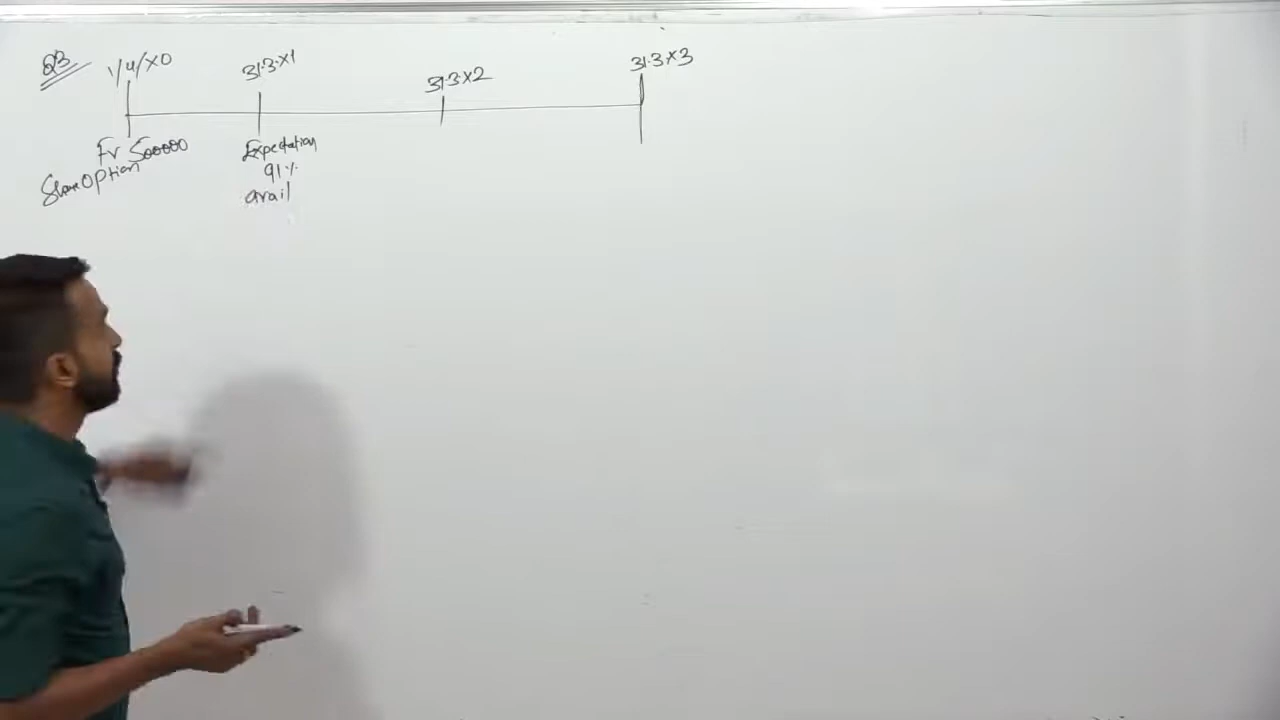 Q3
1/4/X0
31.3.X1
31.3.X2
31.3.X3
Fv 500000
Share Option
Expectation
91%
avail